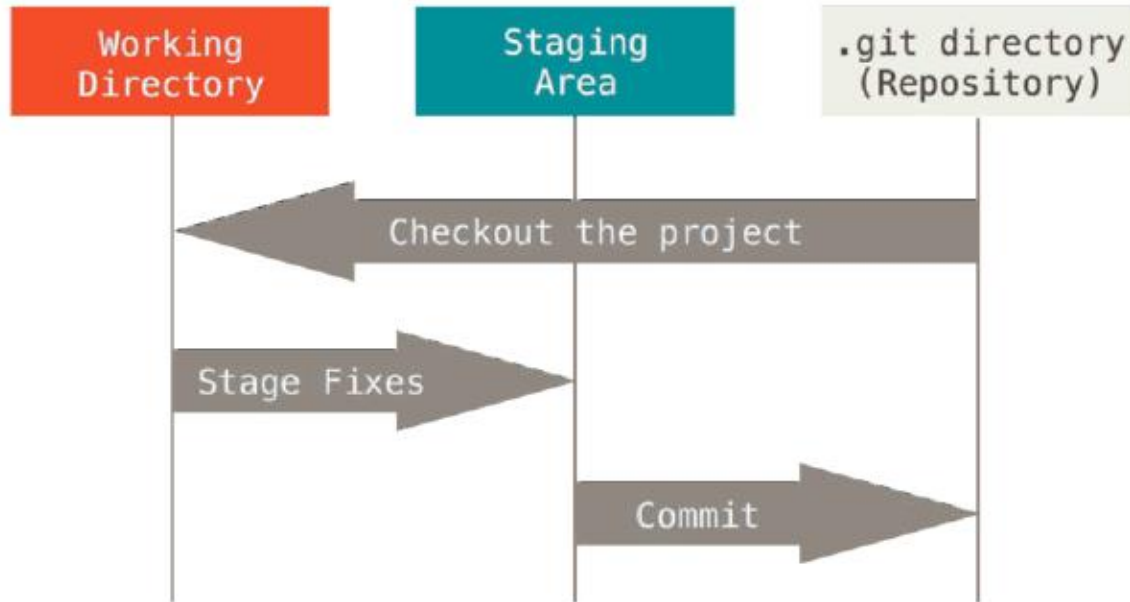 Working
Directory
Staging
Area
.git directory
(Repository)
Checkout the project
Stage Fixes
Commit